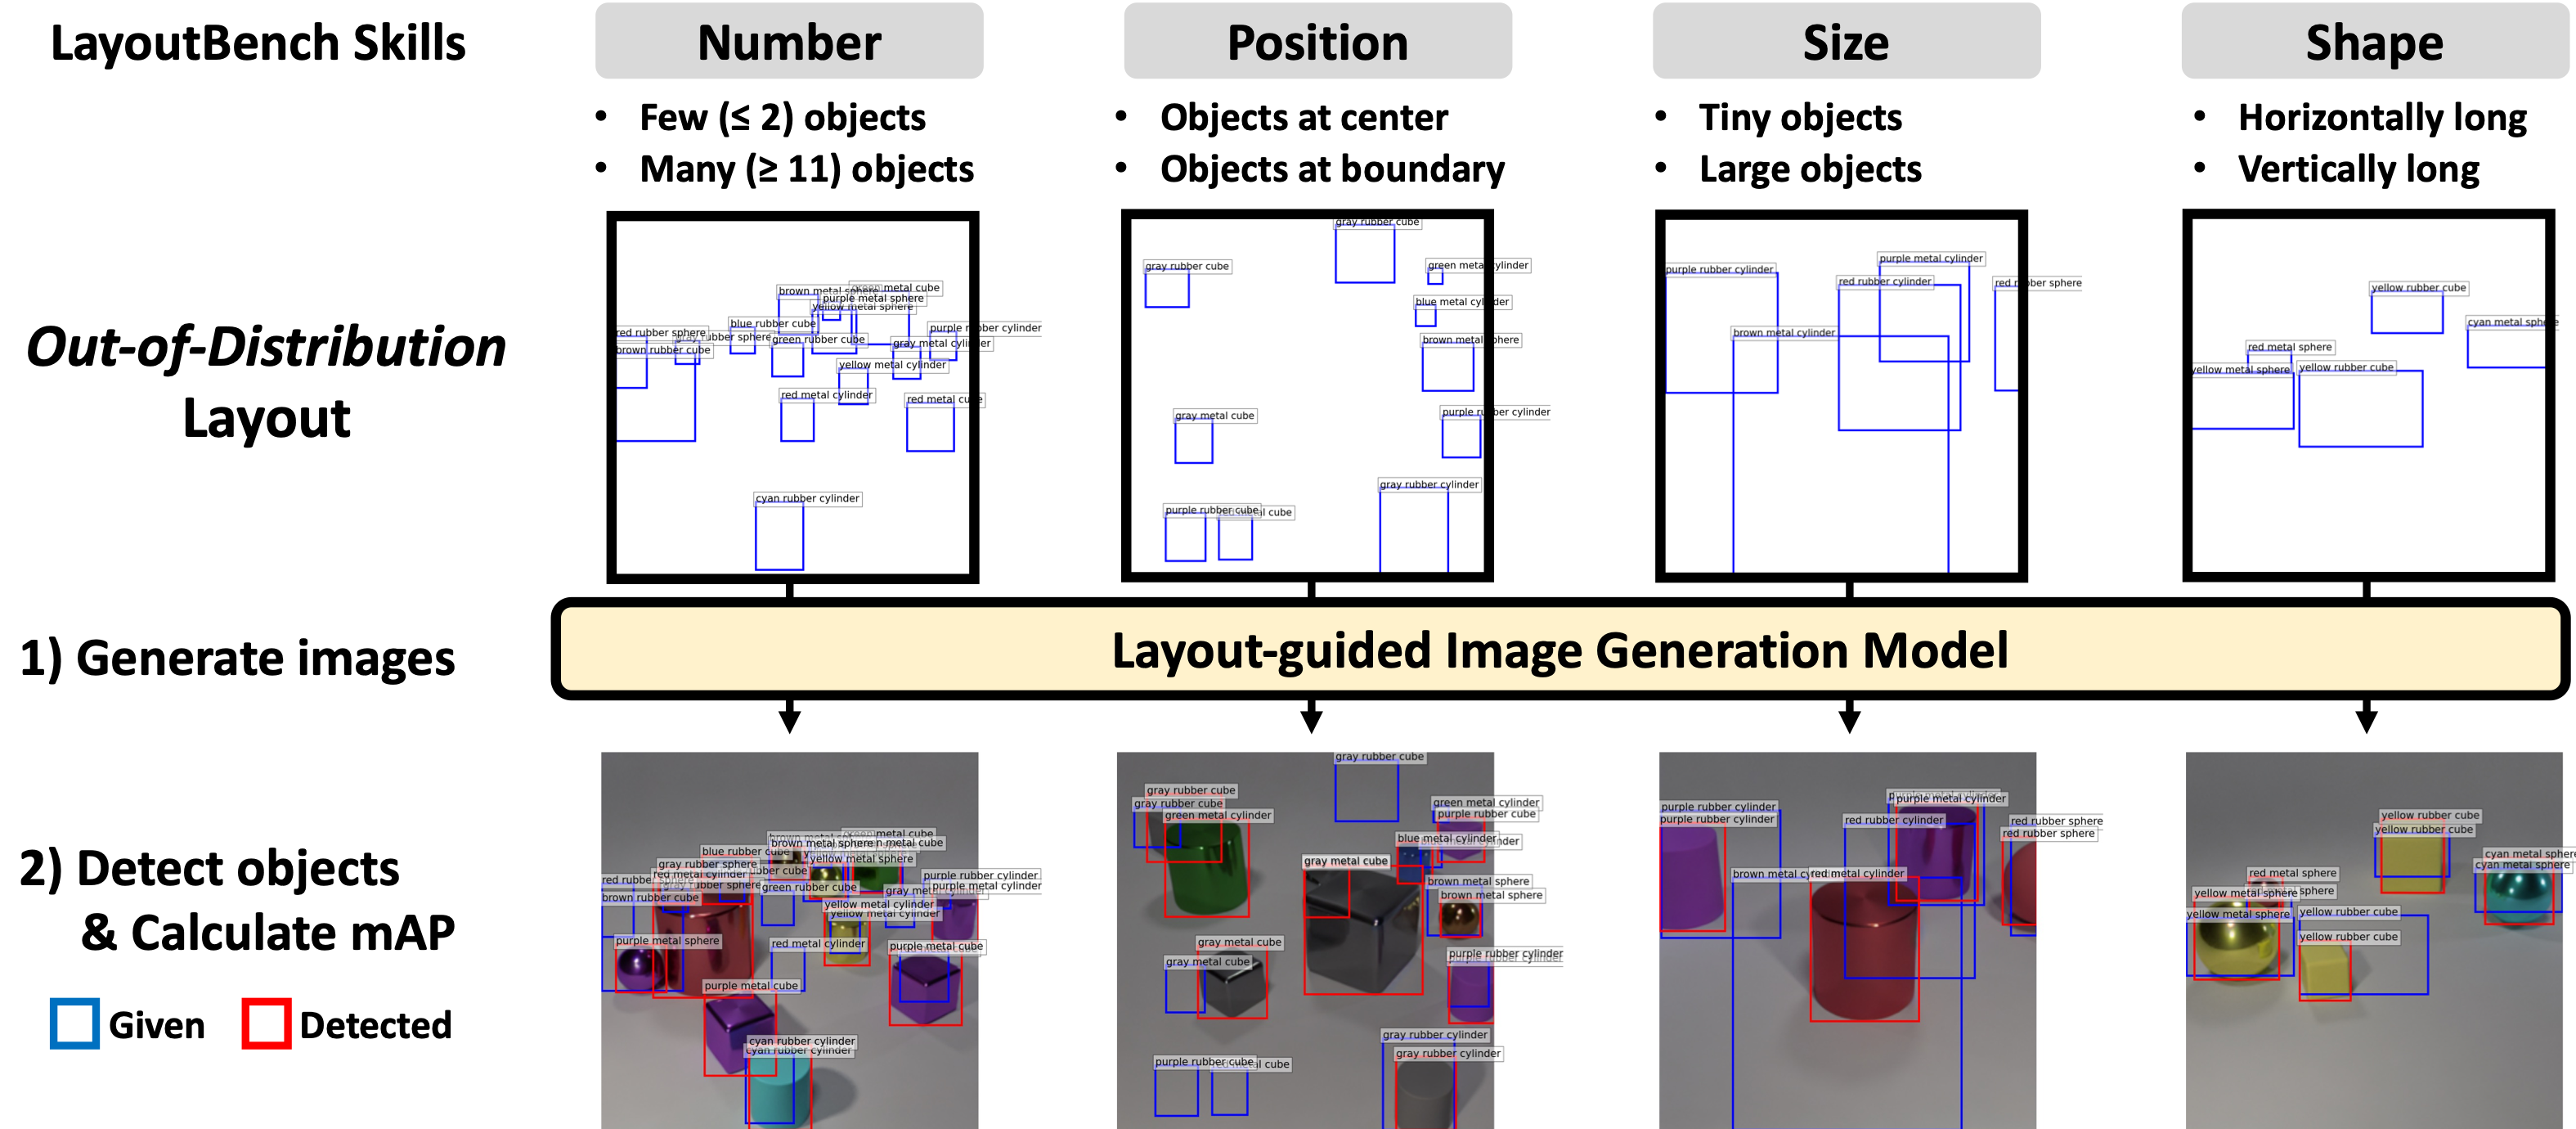 LayoutBench Skills
Number
Position
Size
Shape
• Few (≤ 2) objects
• Many (≥ 11) objects
• Objects at center
• Objects at boundary
• Tiny objects
• Large objects
• Horizontally long
• Vertically long
Out-of-Distribution
Layout
brown metal sphere
metal cube
purple metal sphere
yellow metal sphere
blue rubber cube
red rubber sphere
rubber sphere
brown rubber cube
green rubber cube
purple rubber cylinder
gray metal cylinder
yellow metal cylinder
red metal cylinder
red metal cube
cyan rubber cylinder
gray rubber cube
gray rubber cube
green metal cylinder
blue metal cylinder
brown metal sphere
gray metal cube
purple rubber cylinder
gray rubber cylinder
purple rubber cube
metal cube
purple metal cylinder
purple rubber cylinder
red rubber cylinder
red rubber sphere
brown metal cylinder
yellow rubber cube
cyan metal sphere
red metal sphere
yellow metal sphere
yellow rubber cube
1) Generate images
Layout-guided Image Generation Model
2) Detect objects
& Calculate mAP
Given
Detected
metal cube
brown metal sphere
metal cube
blue rubber cube
yellow metal sphere
gray rubber sphere
red metal cylinder
red rubber
rubber sphere
green rubber cube
brown rubber cube
purple rubber cylinder
purple metal cylinder
gray metal
yellow metal cylinder
yellow metal cylinder
purple metal sphere
red metal cylinder
purple metal cube
purple metal cube
cyan rubber cylinder
cyan rubber cylinder
gray rubber cube
gray rubber cube
gray rubber cube
green metal cylinder
green metal cylinder
purple rubber cube
blue metal cylinder
gray metal cube
brown metal sphere
brown metal sphere
gray metal cube
gray metal cube
purple rubber cylinder
gray rubber cylinder
gray rubber cylinder
purple rubber cube
metal cube
purple metal cylinder
purple rubber cylinder
purple rubber cylinder
red rubber cylinder
red rubber sphere
red rubber sphere
brown metal
metal cylinder
yellow rubber cube
yellow rubber cube
cyan metal sphere
cyan metal sphere
red metal sphere
sphere
yellow metal sphere
yellow metal sphere
yellow rubber cube
yellow rubber cube